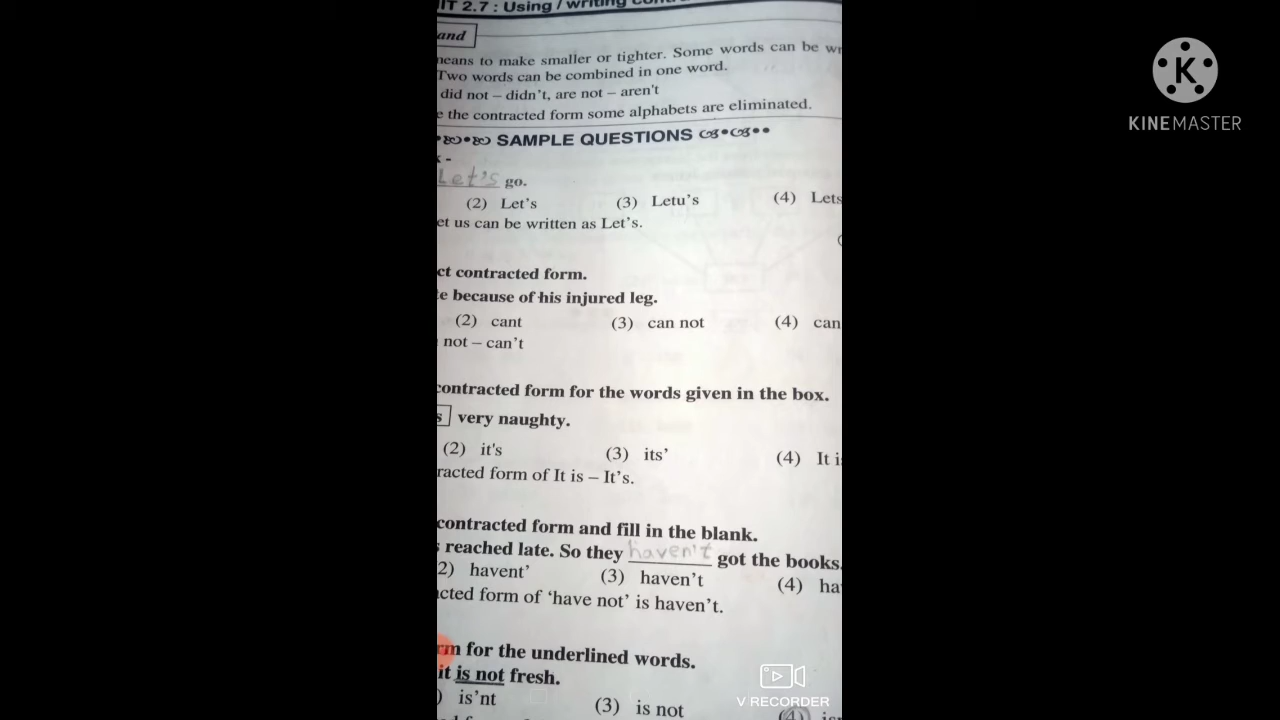 IT 2.7 : Using / writing
and
means to make smaller or tighter. Some words can be
Two words can be combined in one word.
did not – didn't, are not – aren't
the contracted form some alphabets are eliminated.
SAMPLE QUESTIONS
Let's go.
(2) Let's (3) Letu's (4) Lets
et us can be written as Let's.
ct contracted form.
because of his injured leg.
(2) cant (3) can not (4) can
not – can't
contracted form for the words given in the box.
s very naughty.
(2) it's (3) its' (4) It
racted form of It is – It's.
contracted form and fill in the blank.
reached late. So they haven't got the books.
2) havent' (3) haven't (4) ha
acted form of 'have not' is haven't.
rm for the underlined words.
it is not fresh.
) is'nt (3) is not (4)
KINEMASTER
V RECORDER